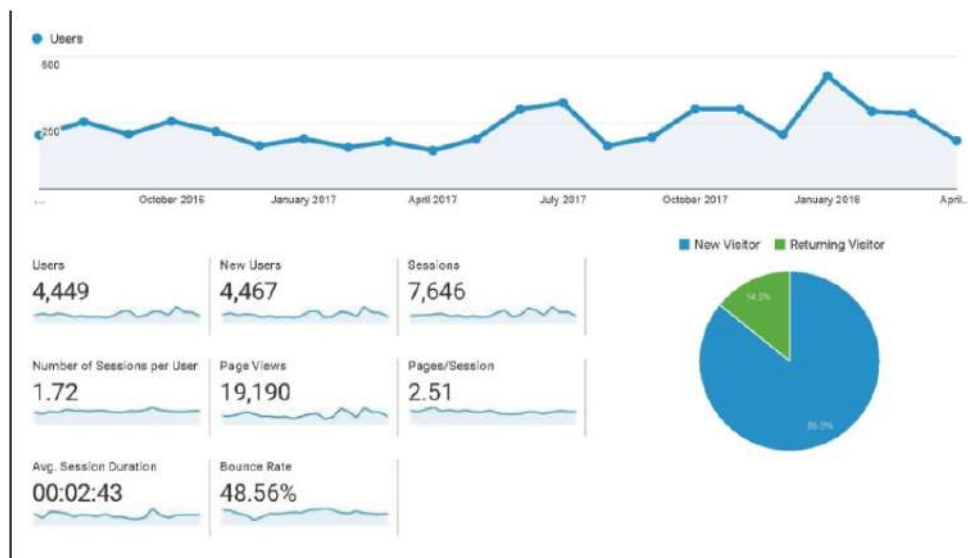 Users
...
October 2016 January 2017 April 2017 July 2017 October 2017 January 2018 April...
New Visitor Returning Visitor
Users New Users Sessions
4,449 4,467 7,646
14.2%
Number of Sessions per User Page Views Pages/Session
1.72 19,190 2.51
Avg. Session Duration Bounce Rate
00:02:43 48.56%